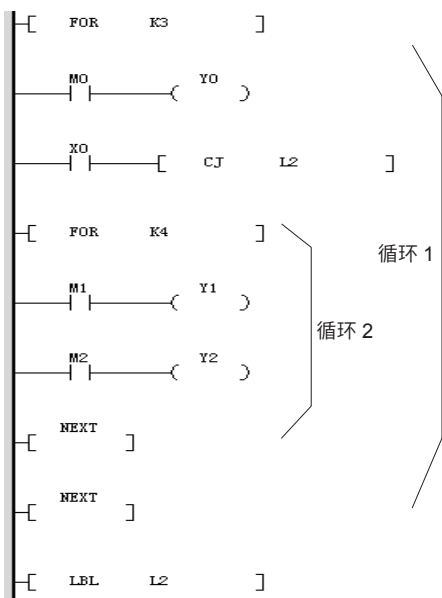 FOR K3
M0 Y0
X0 CJ L2
FOR K4
循环 1
M1 Y1
循环 2
M2 Y2
NEXT
NEXT
LBL L2